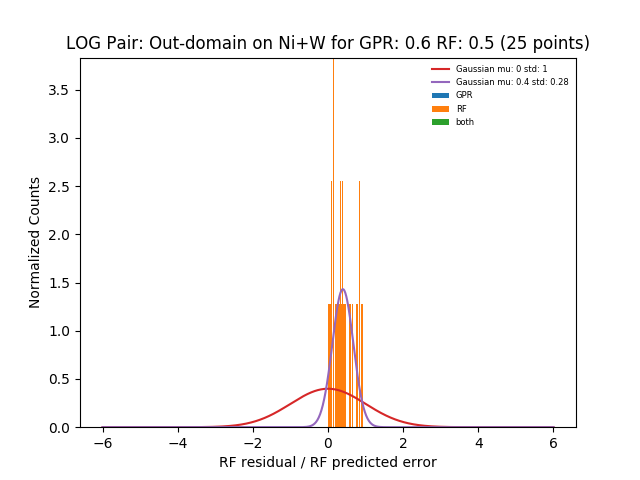 LOG Pair: Out-domain on Ni+W for GPR: 0.6 RF: 0.5 (25 points)
Gaussian mu: 0 std: 1
Gaussian mu: 0.4 std: 0.28
GPR
RF
both
Normalized Counts
3.5
3.0
2.5
2.0
1.5
1.0
0.5
0.0
−6 −4 −2 0 2 4 6
RF residual / RF predicted error